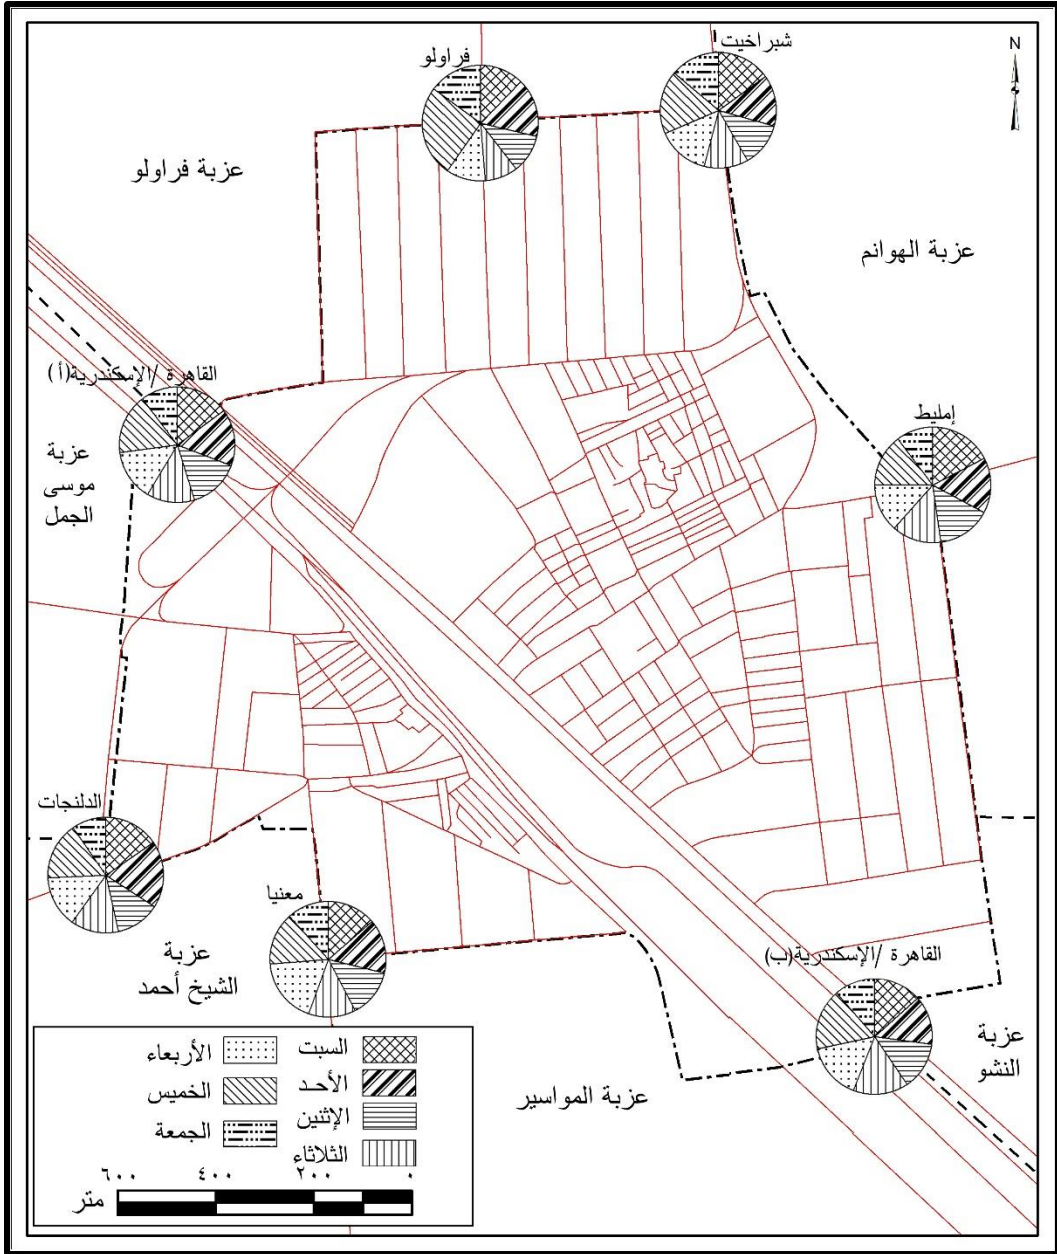 شبراخيت
فراولو
N
عزبة فراولو
عزبة الهوانم
القاهرة /الإسكندرية(أ)
إمليط
عزبة
موسى
الجمل
الدلنجات
معنيا
عزبة
الشيخ أحمد
القاهرة /الإسكندرية(ب)
عزبة
النشو
عزبة المواسير
السبت
الأحد
الإثنين
الثلاثاء
الأربعاء
الخميس
الجمعة
٦٠٠ ٤٠٠ ٢٠٠ ٠
متر